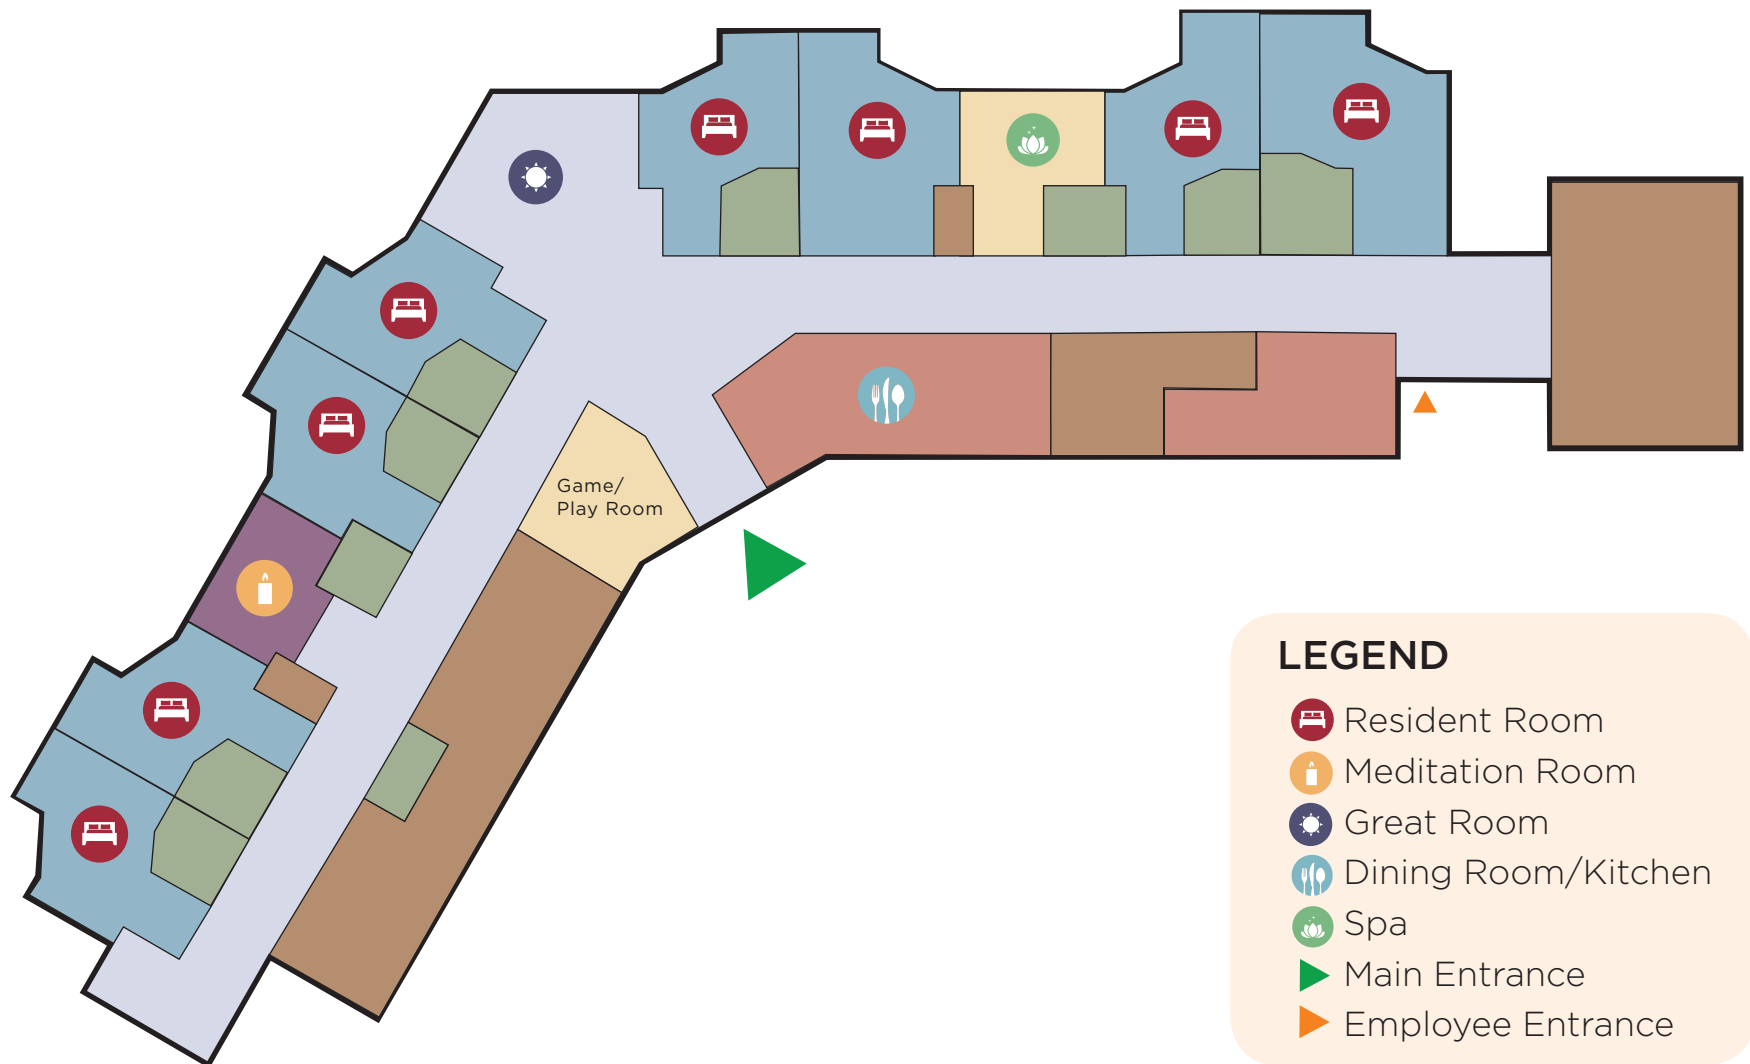 Game/
Play Room
LEGEND
Resident Room
Meditation Room
Great Room
Dining Room/Kitchen
Spa
Main Entrance
Employee Entrance